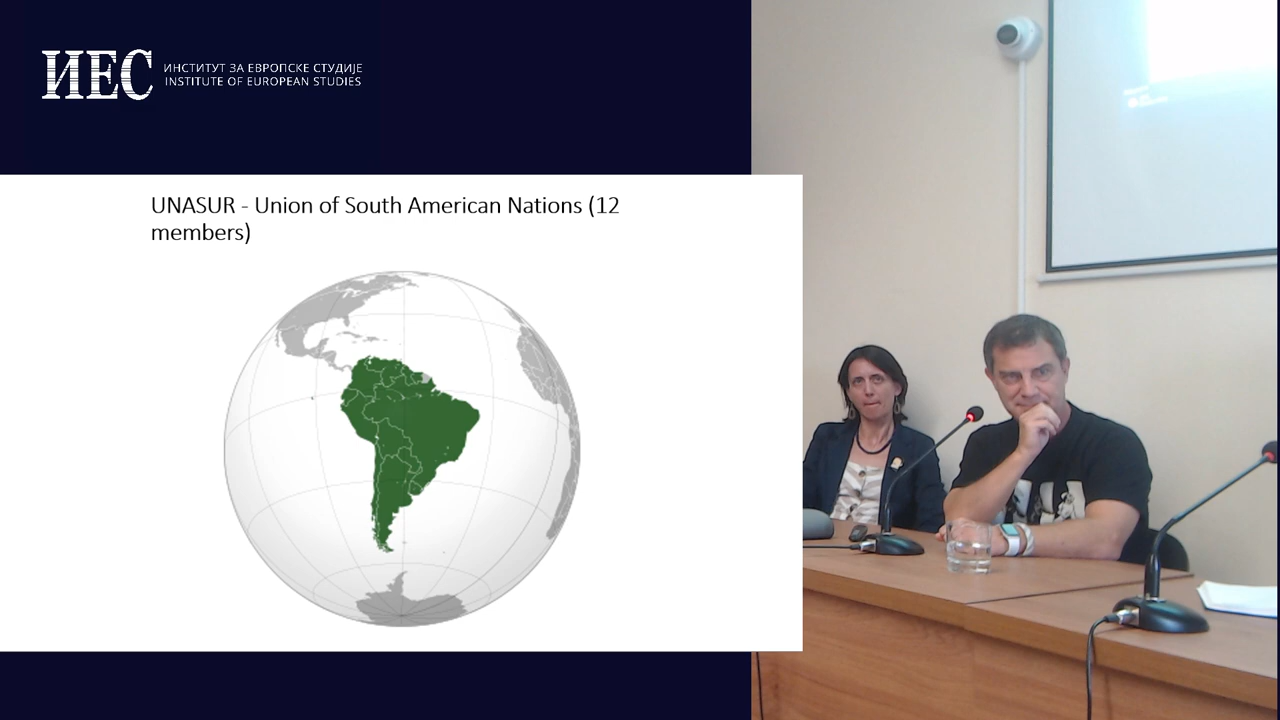 ИЕС
ИНСТИТУТ ЗА ЕВРОПСКЕ СТУДИЈЕ
INSTITUTE OF EUROPEAN STUDIES
UNASUR - Union of South American Nations (12
members)